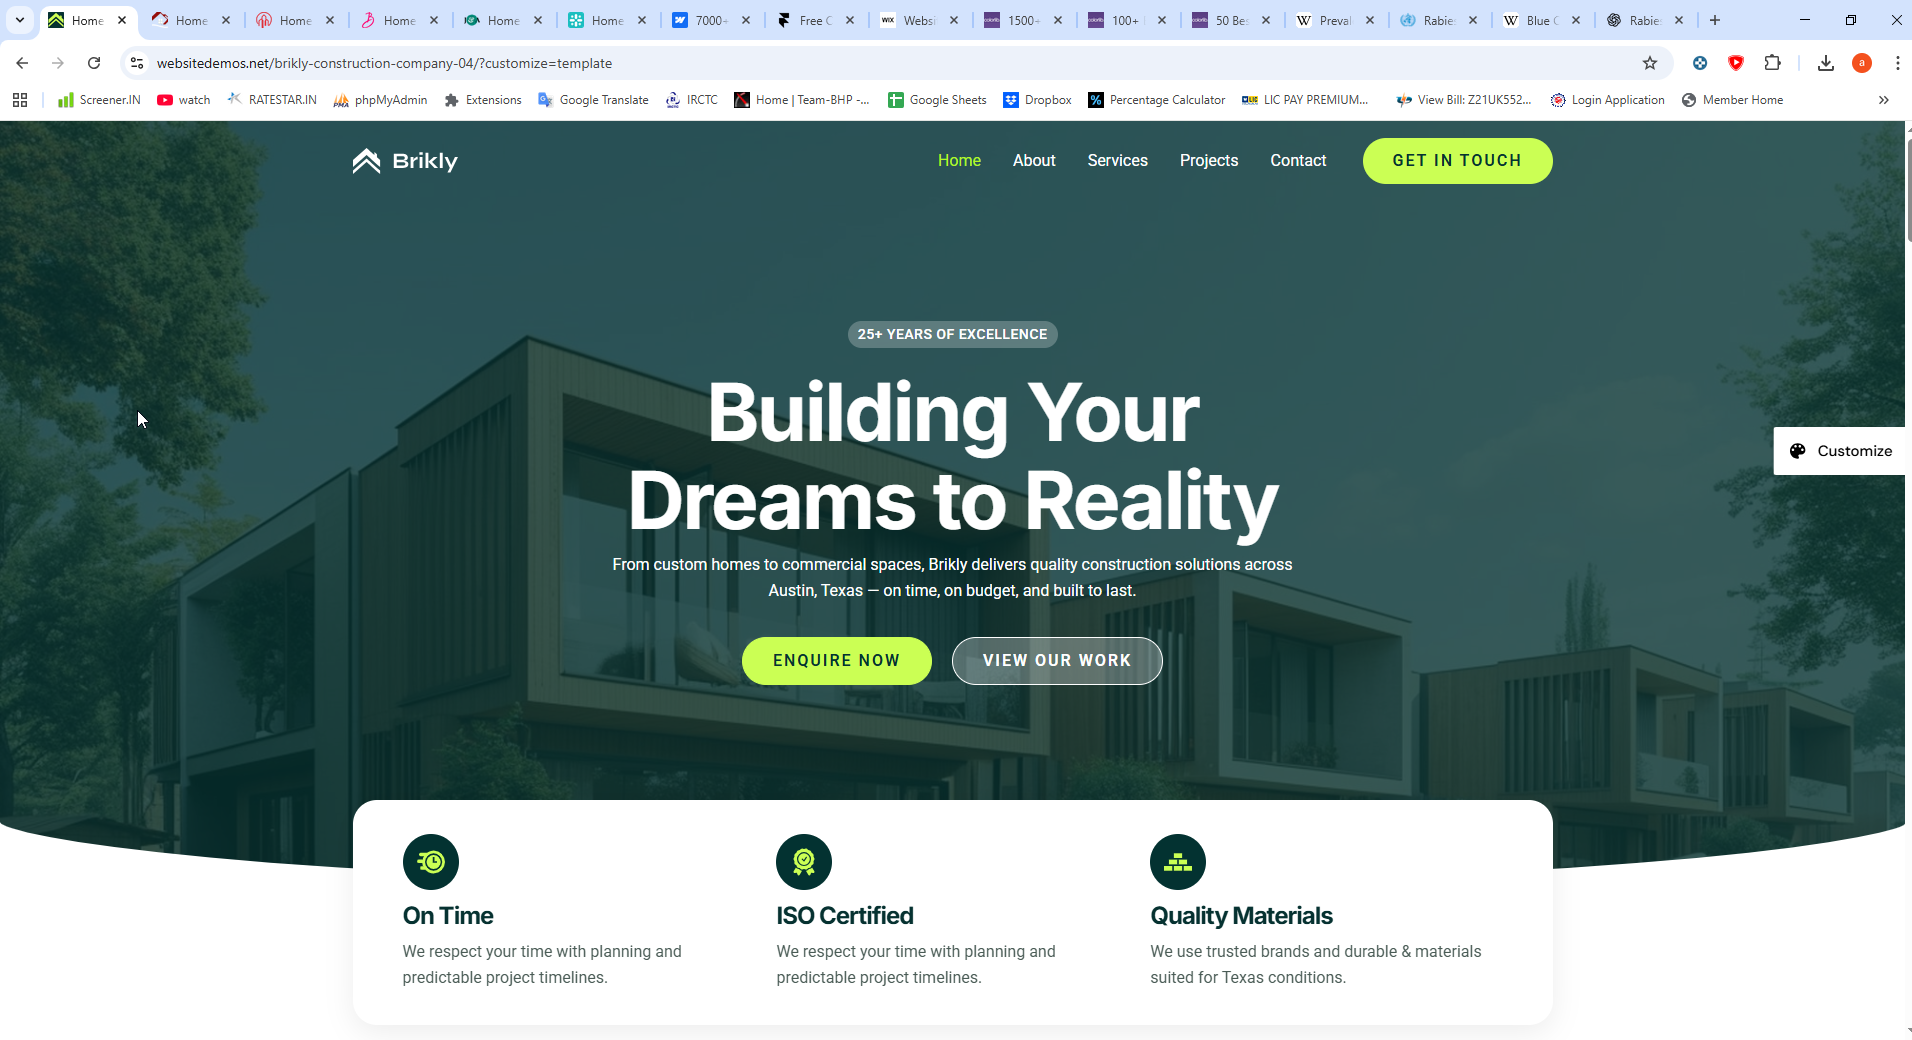 Home
Home
Home
Home
Home
Home
7000+
Free C
WIX Websi
colorlib 1500+
colorlib 100+
colorlib 50 Bes
W Preval
Rabie
W Blue C
Rabie
websitedemos.net/brikly-construction-company-04/?customize=template
a
Screener.IN
watch
RATESTAR.IN
PMA phpMyAdmin
Extensions
Google Translate
IRCTC
Home | Team-BHP -...
Google Sheets
Dropbox
% Percentage Calculator
LIC LIC PAY PREMIUM...
View Bill: Z21UK552...
Login Application
Member Home
Brikly
Home
About
Services
Projects
Contact
GET IN TOUCH
25+ YEARS OF EXCELLENCE
Building Your
Dreams to Reality
From custom homes to commercial spaces, Brikly delivers quality construction solutions across
Austin, Texas — on time, on budget, and built to last.
ENQUIRE NOW
VIEW OUR WORK
Customize
On Time
We respect your time with planning and
predictable project timelines.
ISO Certified
We respect your time with planning and
predictable project timelines.
Quality Materials
We use trusted brands and durable & materials
suited for Texas conditions.